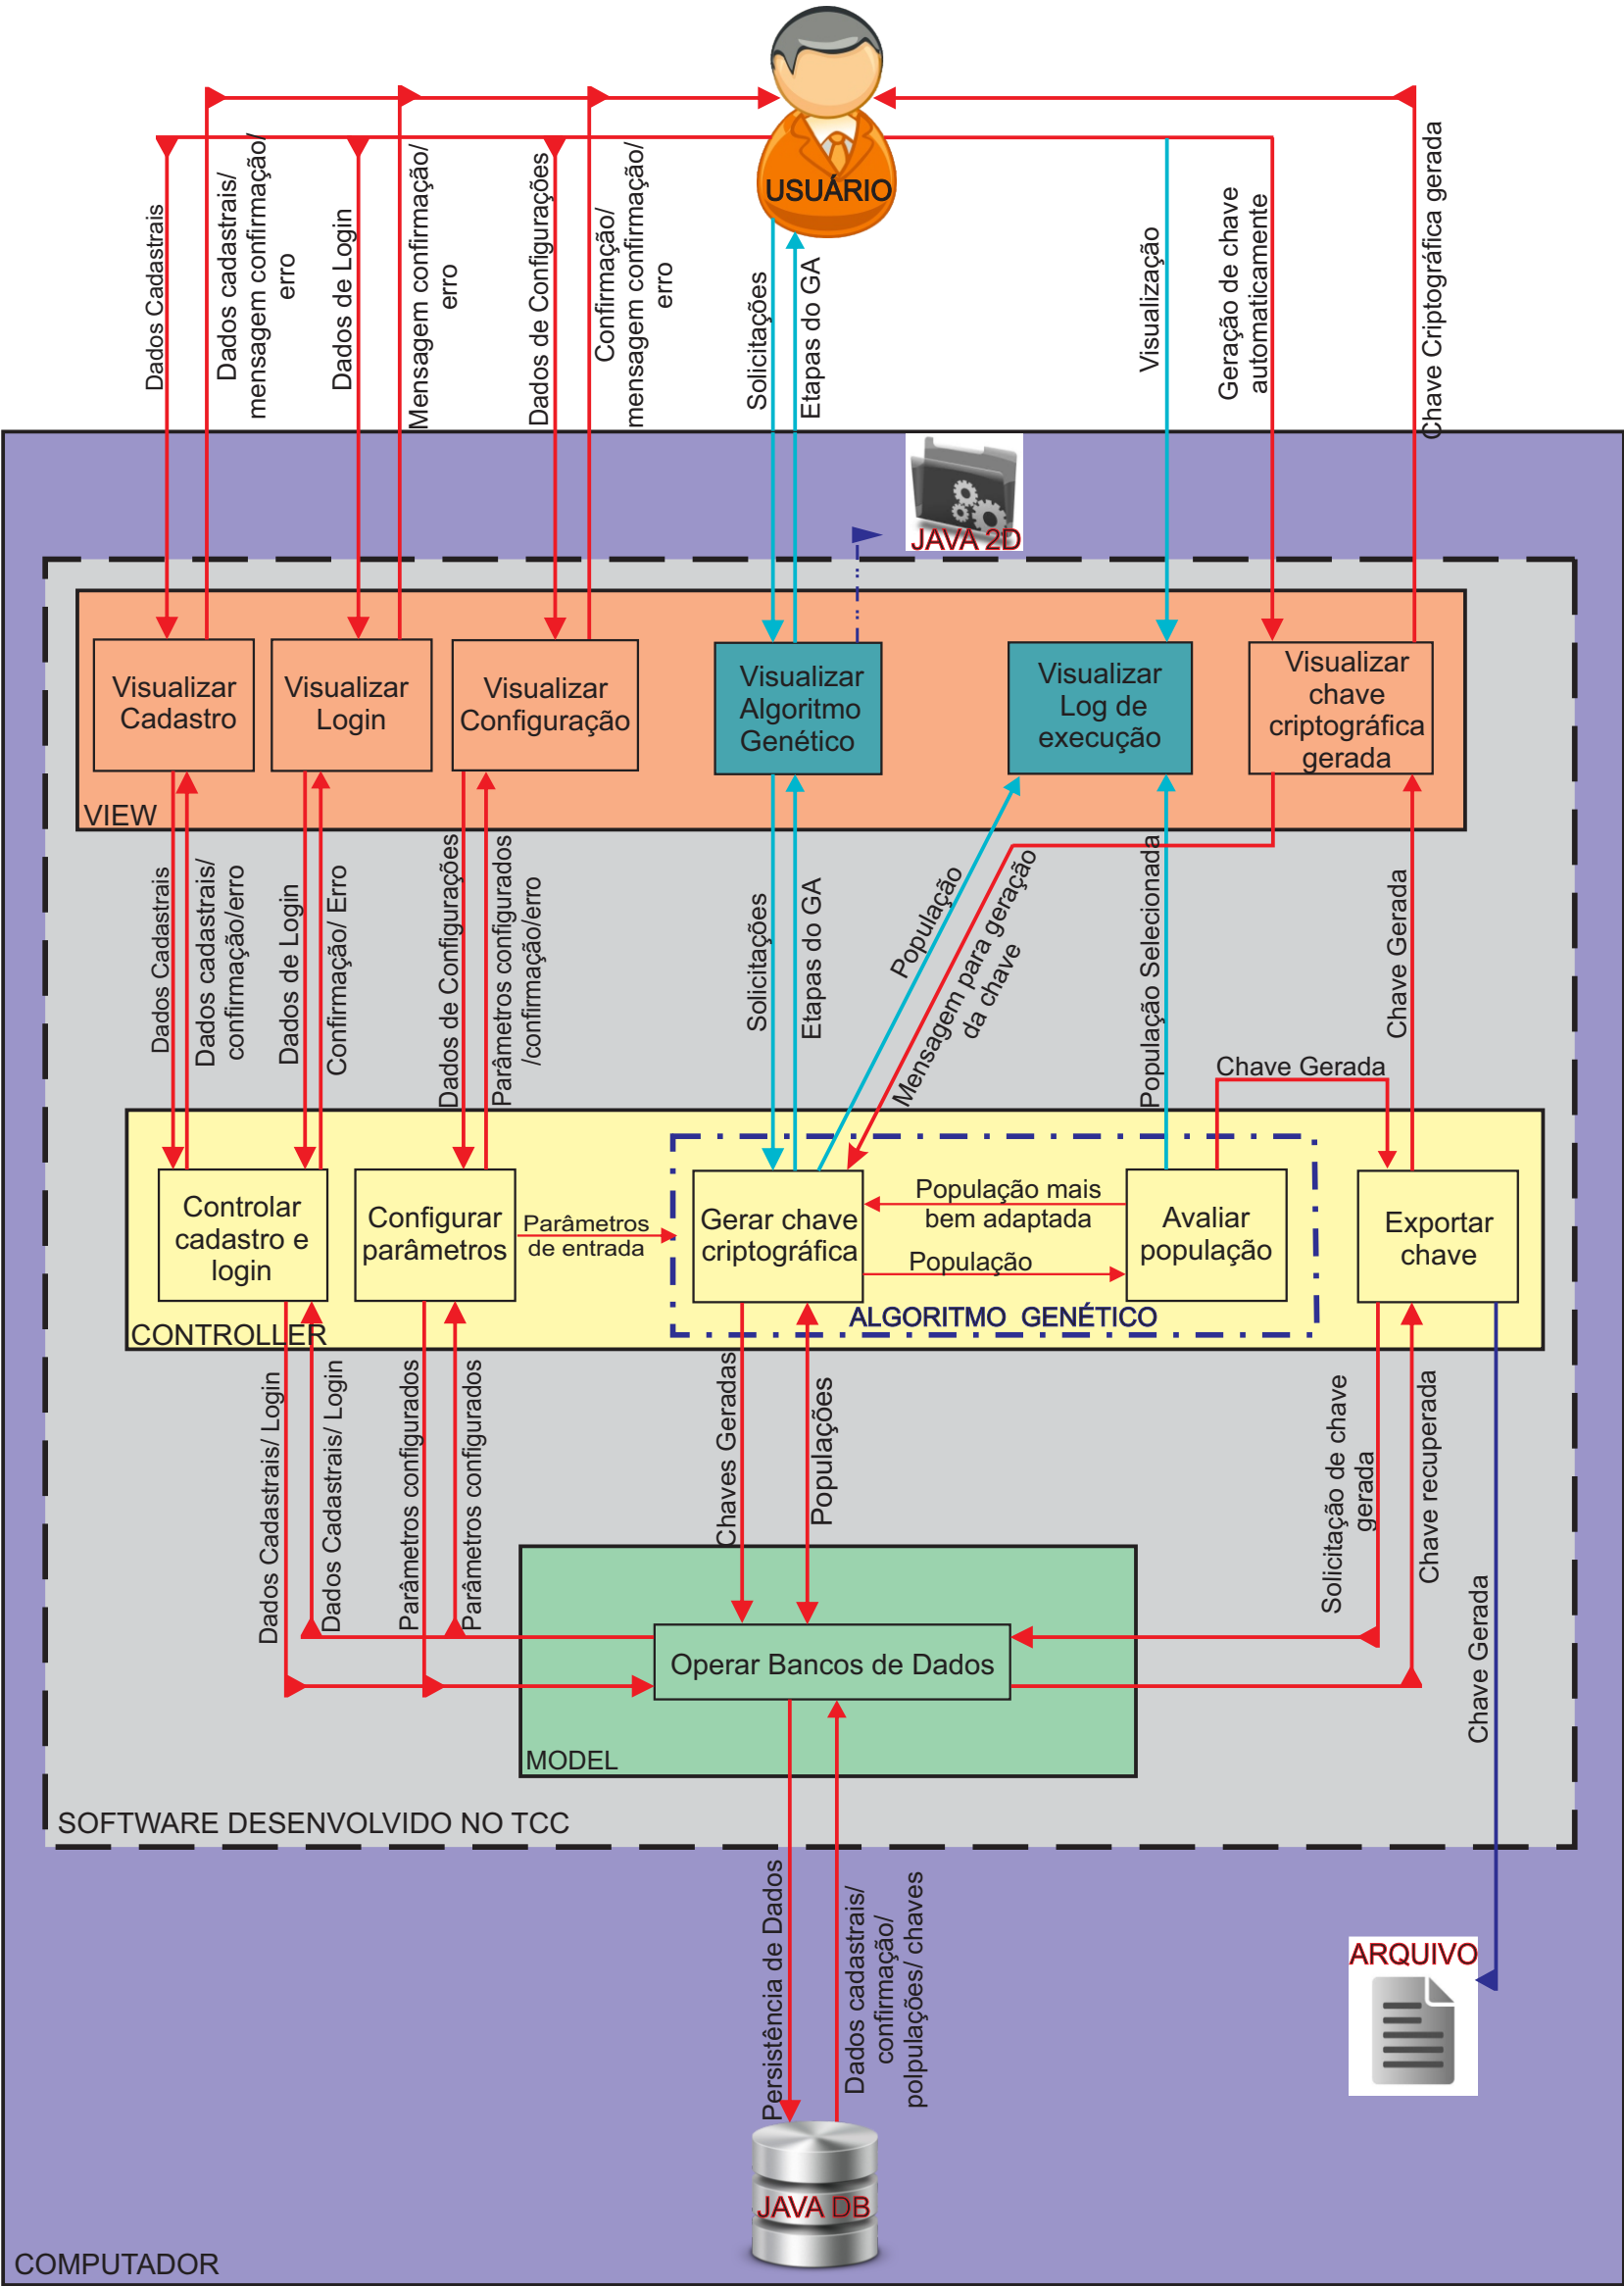 USUÁRIO
Dados Cadastrais
Dados cadastrais/
mensagem confirmação/
erro
Dados de Login
Mensagem confirmação/
erro
Dados de Configurações
Confirmação/
mensagem confirmação/
erro
Solicitações
Etapas do GA
Visualização
Geração de chave
automaticamente
Chave Criptográfica gerada
JAVA 2D
Visualizar
Cadastro
Visualizar
Login
Visualizar
Configuração
Visualizar
Algoritmo
Genético
Visualizar
Log de
execução
Visualizar
chave
criptográfica
gerada
VIEW
Dados Cadastrais
Dados cadastrais/
confirmação/erro
Dados de Login
Confirmação/ Erro
Dados de Configurações
Parâmetros configurados
/confirmação/erro
Solicitações
Etapas do GA
População
Mensagem para geração
da chave
População Selecionada
Chave Gerada
Chave Gerada
Controlar
cadastro e
login
Configurar
parâmetros
Parâmetros
de entrada
Gerar chave
criptográfica
População mais
bem adaptada
População
Avaliar
população
Exportar
chave
ALGORITMO GENÉTICO
CONTROLLER
Dados Cadastrais/ Login
Dados Cadastrais/ Login
Parâmetros configurados
Parâmetros configurados
Chaves Geradas
Populações
Solicitação de chave
gerada
Chave recuperada
Chave Gerada
Operar Bancos de Dados
MODEL
SOFTWARE DESENVOLVIDO NO TCC
Persistência de Dados
Dados cadastrais/
confirmação/
polpulações/ chaves
ARQUIVO
JAVA DB
COMPUTADOR